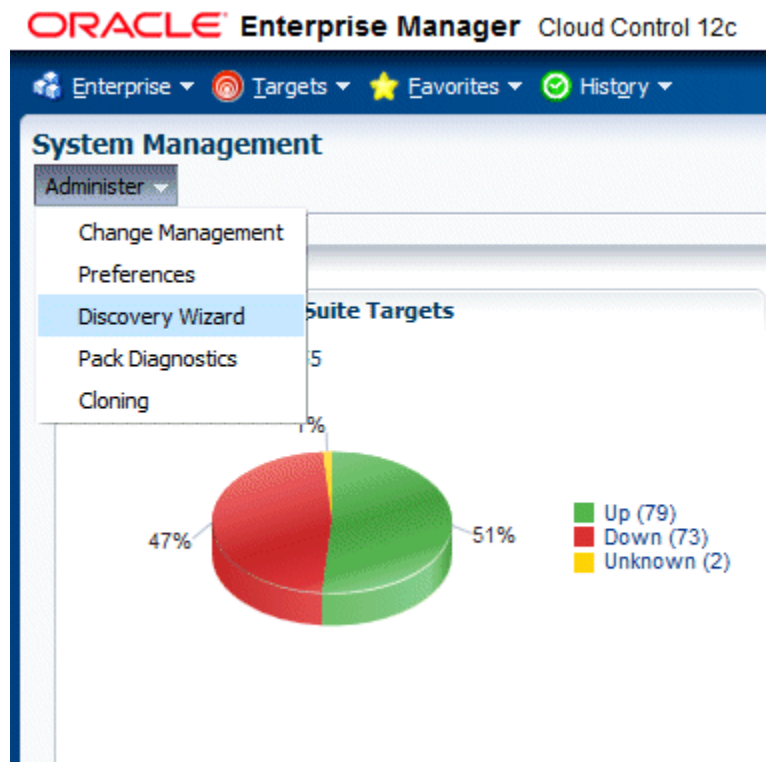 ORACLE Enterprise Manager Cloud Control 12c
Enterprise Targets Favorites History
System Management
Administer
Change Management
Preferences
Discovery Wizard
Suite Targets
Pack Diagnostics
5
Cloning
1%
47%
51%
Up (79)
Down (73)
Unknown (2)